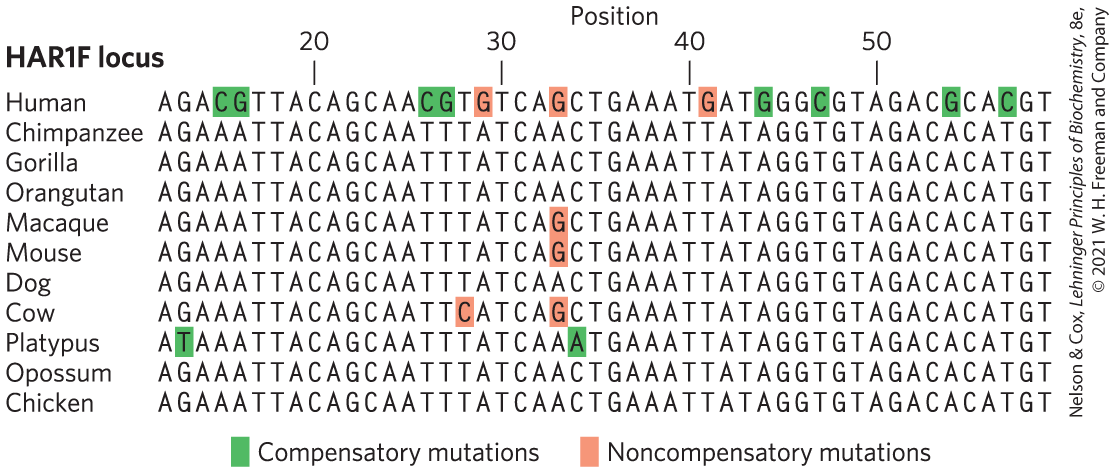 Position
20 30 40 50
HAR1F locus
Human AGACGTTACAGCAACGTGTCAGCTGAAATGATGGGCGTAGACGCACGT
Chimpanzee AGAAATTACAGCAATTTATCAACTGAAATTATAGGTGTAGACACATGT
Gorilla AGAAATTACAGCAATTTATCAACTGAAATTATAGGTGTAGACACATGT
Orangutan AGAAATTACAGCAATTTATCAACTGAAATTATAGGTGTAGACACATGT
Macaque AGAAATTACAGCAATTTATCAGCTGAAATTATAGGTGTAGACACATGT
Mouse AGAAATTACAGCAATTTATCAGCTGAAATTATAGGTGTAGACACATGT
Dog AGAAATTACAGCAATTTATCAACTGAAATTATAGGTGTAGACACATGT
Cow AGAAATTACAGCAATTCATCAGCTGAAATTATAGGTGTAGACACATGT
Platypus ATAAATTACAGCAATTTATCAAATGAAATTATAGGTGTAGACACATGT
Opossum AGAAATTACAGCAATTTATCAACTGAAATTATAGGTGTAGACACATGT
Chicken AGAAATTACAGCAATTTATCAACTGAAATTATAGGTGTAGACACATGT
Compensatory mutations Noncompensatory mutations
Nelson & Cox, Lehninger Principles of Biochemistry, 8e,
© 2021 W. H. Freeman and Company